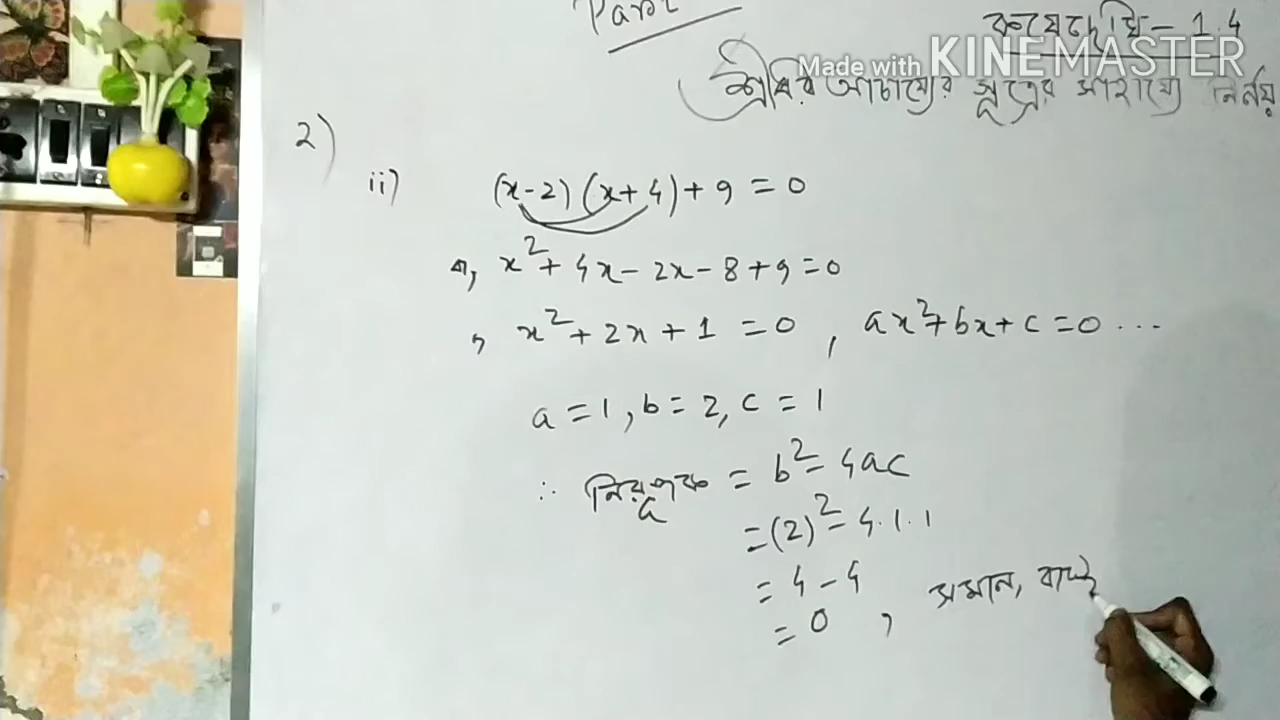 Part
কষে দেখি - 1.4
Made with KINEMASTER
শ্রীধর আচার্যের সূত্রের সাহায্যে নির্নয়
2)
ii) (x-2)(x+4)+9=0
বা, x²+4x-2x-8+9=0
, x²+2x+1=0, ax²+bx+c=0...
a=1, b=2, c=1
∴ নিরূপক = b²-4ac
=(2)²-4.1.1
=4-4
=0, সমান,